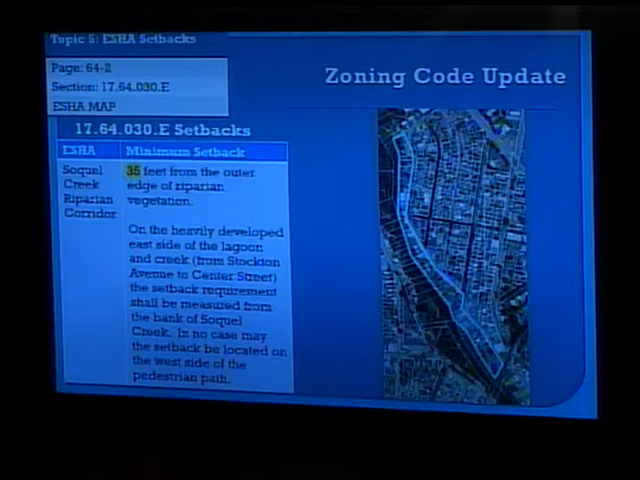 Topic 5: ESHA Setbacks
Page: 64-2
Section: 17.64.030.E
ESHA MAP
Zoning Code Update
17.64.030.E Setbacks
ESHA Minimum Setback
Soquel
Creek
Riparian
Corridor
35 feet from the outer
edge of riparian
vegetation.
On the heavily developed
east side of the lagoon
and creek (from Stockton
Avenue to Center Street)
the setback requirement
shall be measured from
the bank of Soquel
Creek. In no case may
the setback be located on
the west side of the
pedestrian path.